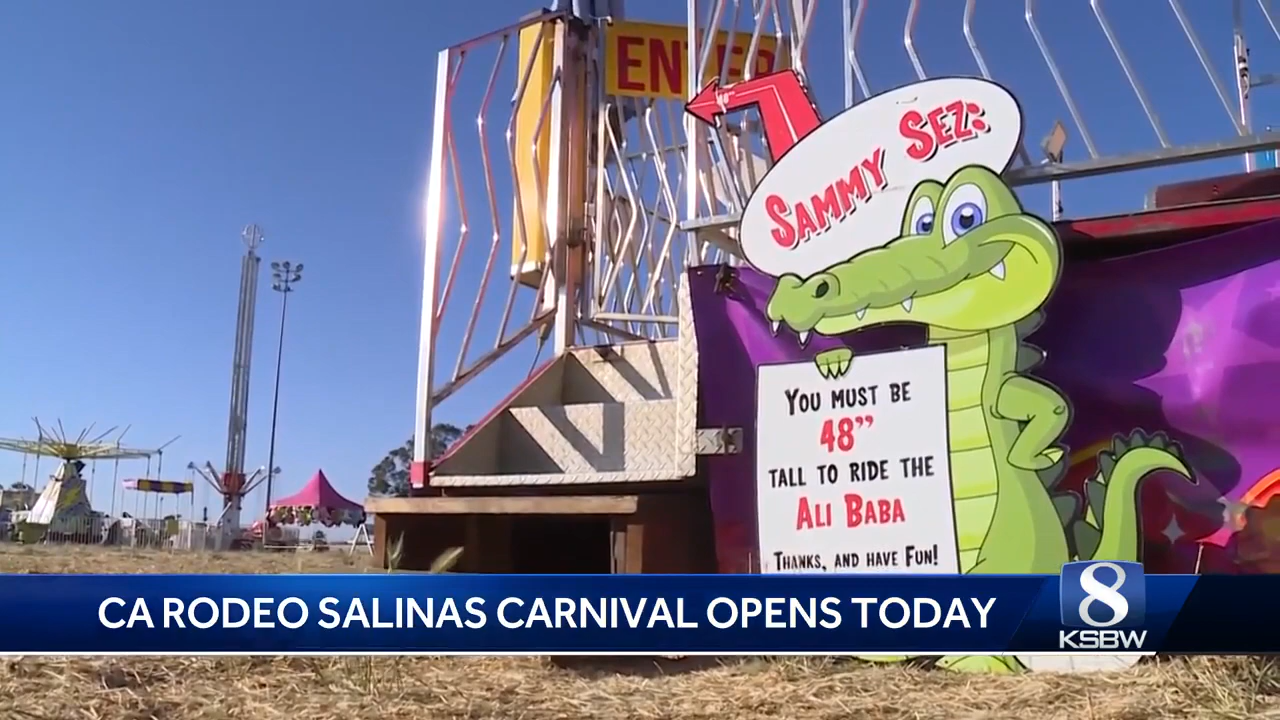 ENTER
SAMMY SEZ:
YOU MUST BE
48”
TALL TO RIDE THE
ALI BABA
THANKS, AND HAVE FUN!
CA RODEO SALINAS CARNIVAL OPENS TODAY
8
KSBW